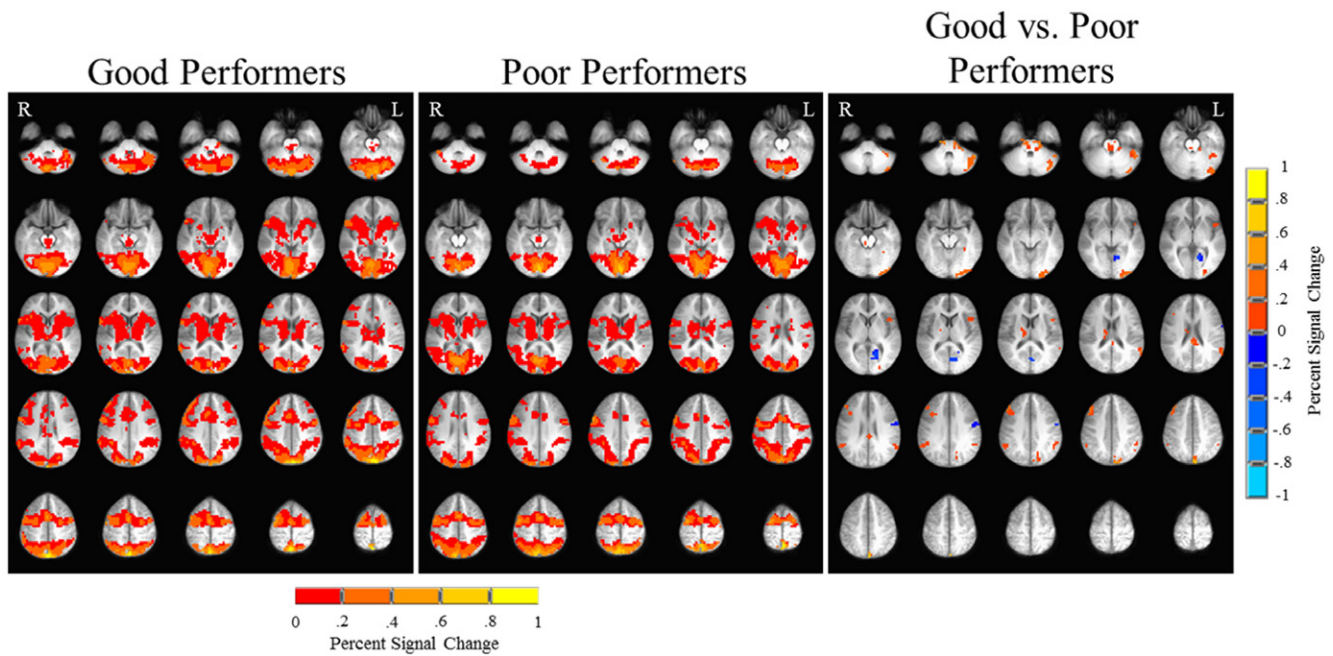 Good Performers
Poor Performers
Good vs. Poor
Performers
R
L
R
L
R
L
1
.8
.6
.4
.2
0
-.2
-.4
-.6
-.8
-1
Percent Signal Change
0 .2 .4 .6 .8 1
Percent Signal Change